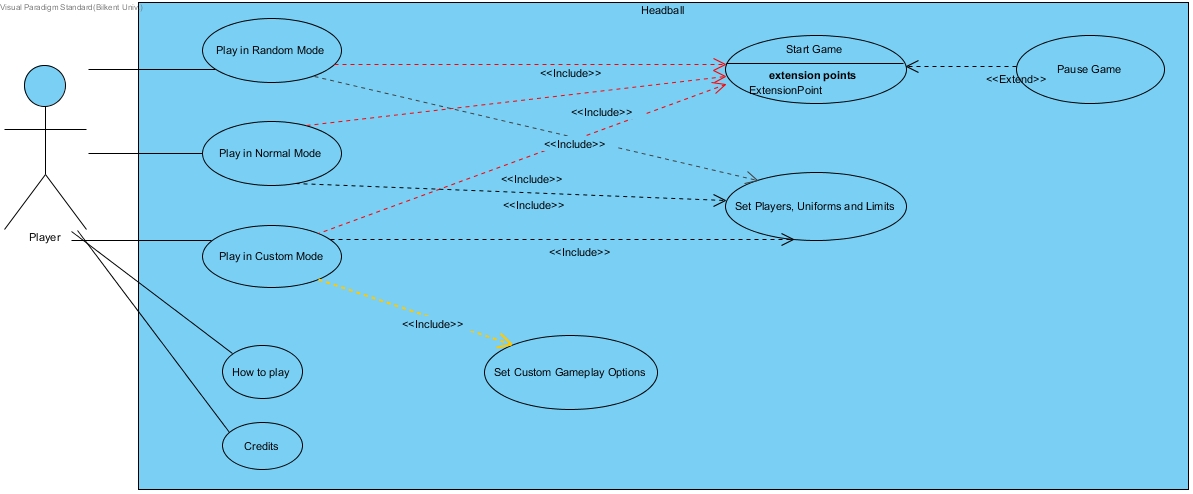 Visual Paradigm Standard(Bilkent Univ.)
Headball
Play in Random Mode
Start Game
extension points
ExtensionPoint
Pause Game
<<Include>>
<<Extend>>
<<Include>>
<<Include>>
Play in Normal Mode
<<Include>>
<<Include>>
Set Players, Uniforms and Limits
Player
Play in Custom Mode
<<Include>>
<<Include>>
How to play
Set Custom Gameplay Options
Credits